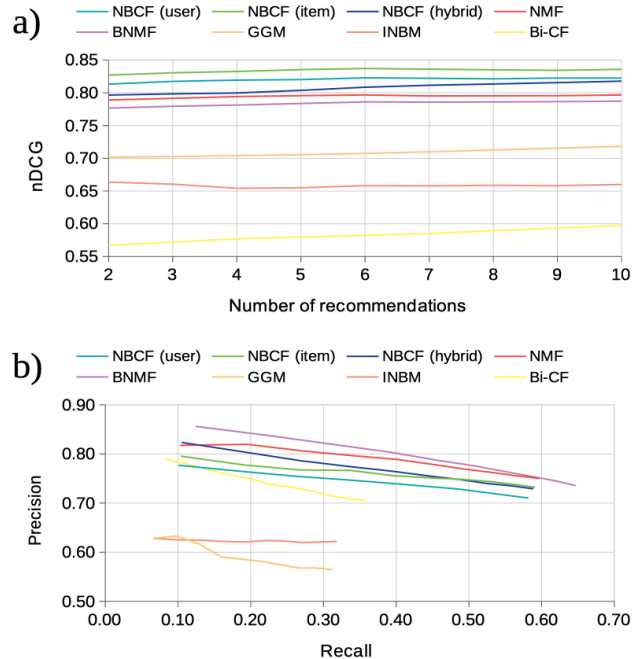 a)
NBCF (user) NBCF (item) NBCF (hybrid) NMF
BNMF GGM INBM Bi-CF
0.85
0.80
0.70
0.65
0.60
0.55
nDCG
2 3 4 5 6 7 8 9 10
Number of recommendations
b)
NBCF (user) NBCF (item) NBCF (hybrid) NMF
BNMF GGM INBM Bi-CF
0.90
0.80
0.70
0.60
0.50
Precision
0.00 0.10 0.20 0.30 0.40 0.50 0.60 0.70
Recall